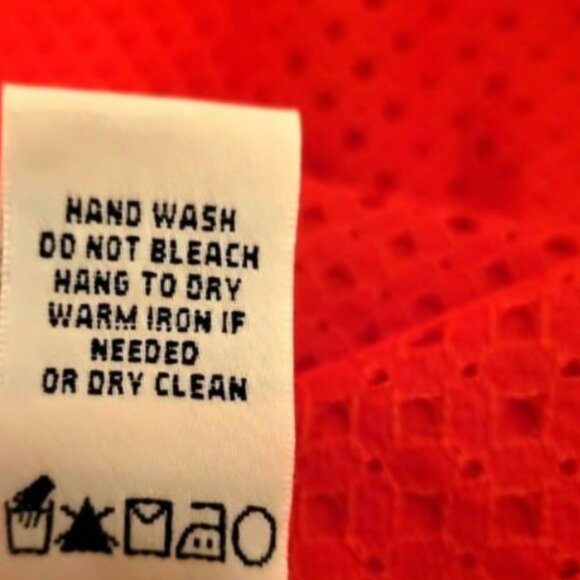 HAND WASH
DO NOT BLEACH
HANG TO DRY
WARM IRON IF
NEEDED
OR DRY CLEAN